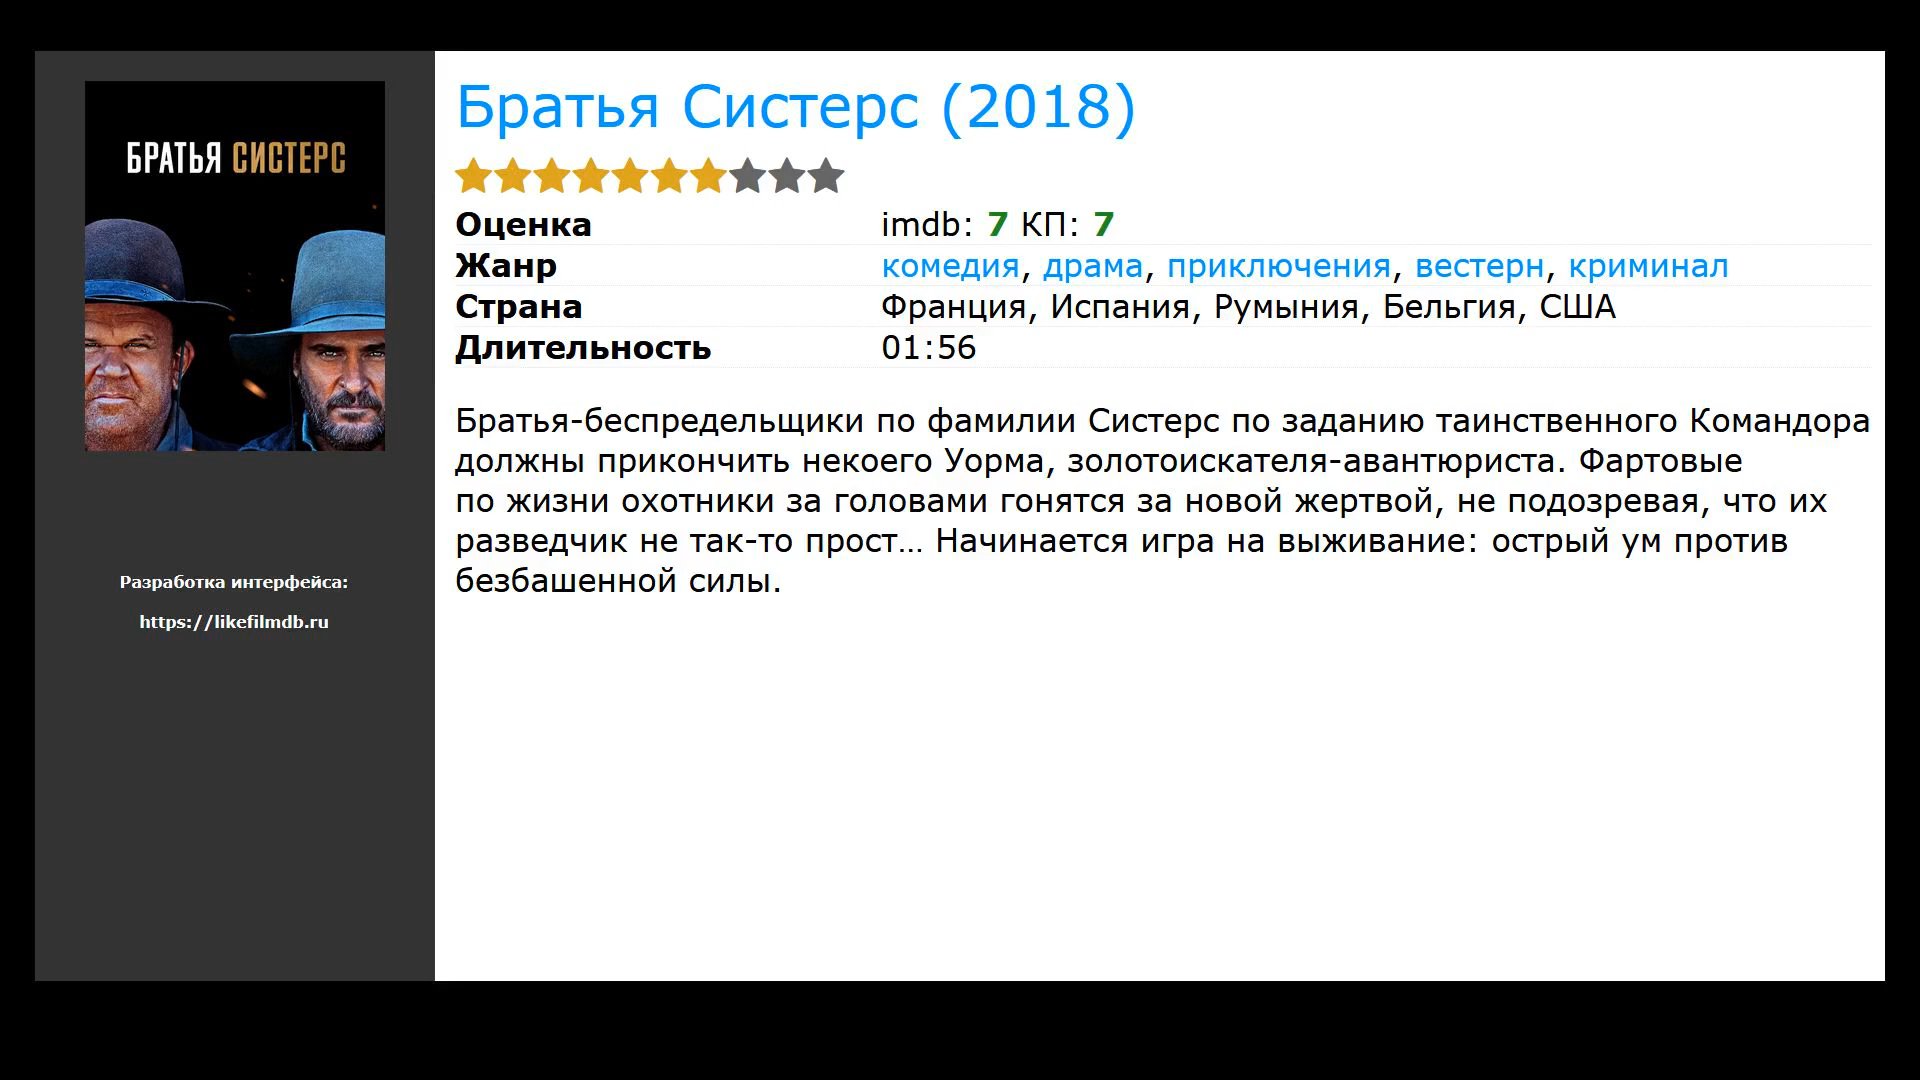 БРАТЬЯ СИСТЕРС
Разработка интерфейса:
https://likefilmdb.ru
Братья Систерс (2018)
Оценка imdb: 7 КП: 7
Жанр комедия, драма, приключения, вестерн, криминал
Страна Франция, Испания, Румыния, Бельгия, США
Длительность 01:56
Братья-беспредельщики по фамилии Систерс по заданию таинственного Командора
должны прикончить некоего Уорма, золотоискателя-авантюриста. Фартовые
по жизни охотники за головами гонятся за новой жертвой, не подозревая, что их
разведчик не так-то прост… Начинается игра на выживание: острый ум против
безбашенной силы.